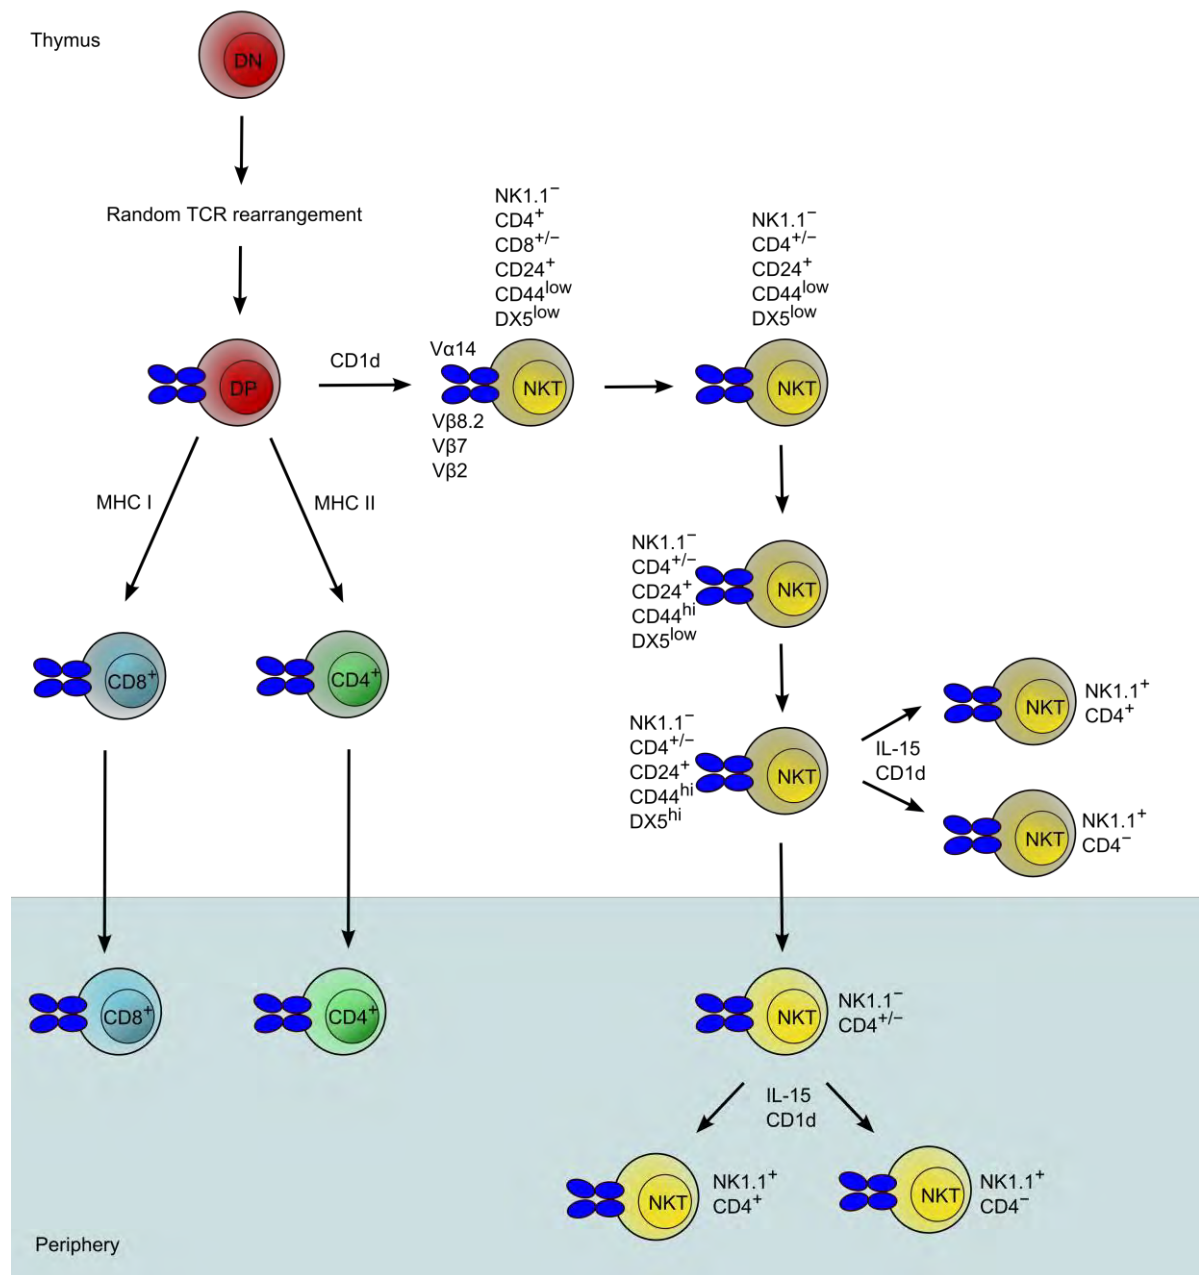 Thymus
DN
Random TCR rearrangement
NK1.1⁻
CD4⁺
CD8⁺/⁻
CD24⁺
CD44ˡᵒʷ
DX5ˡᵒʷ
NK1.1⁻
CD4⁺/⁻
CD24⁺
CD44ˡᵒʷ
DX5ˡᵒʷ
DP
CD1d
Vα14
NKT
Vβ8.2
Vβ7
Vβ2
NKT
MHC I
MHC II
NK1.1⁻
CD4⁺/⁻
CD24⁺
CD44ʰⁱ
DX5ˡᵒʷ
NKT
CD8⁺
CD4⁺
NK1.1⁻
CD4⁺/⁻
CD24⁺
CD44ʰⁱ
DX5ʰⁱ
NKT
IL-15
CD1d
NKT
NK1.1⁺
CD4⁺
NKT
NK1.1⁺
CD4⁻
CD8⁺
CD4⁺
NKT
NK1.1⁻
CD4⁺/⁻
IL-15
CD1d
NKT
NK1.1⁺
CD4⁺
NKT
NK1.1⁺
CD4⁻
Periphery